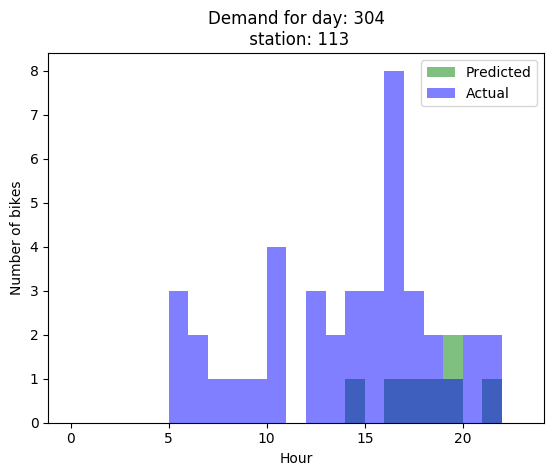 Demand for day: 304
station: 113
Predicted
Actual
8
7
6
5
4
3
2
1
0
Number of bikes
0 5 10 15 20
Hour